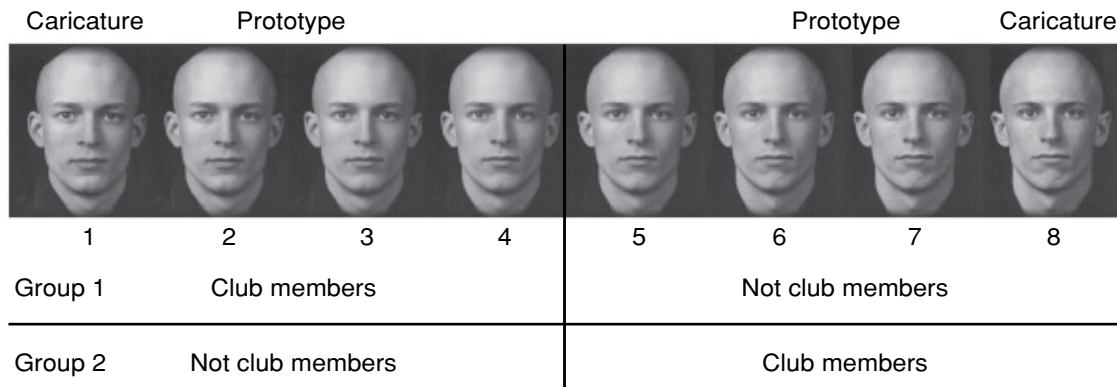 Caricature Prototype Prototype Caricature
1 2 3 4 5 6 7 8
Group 1 Club members Not club members
Group 2 Not club members Club members